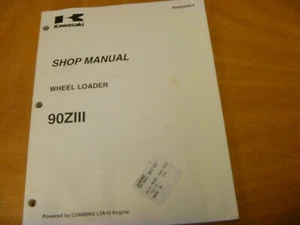 Kawasaki
SHOP MANUAL
WHEEL LOADER
90ZIII
Powered by CUMMINS LTA10 Engine